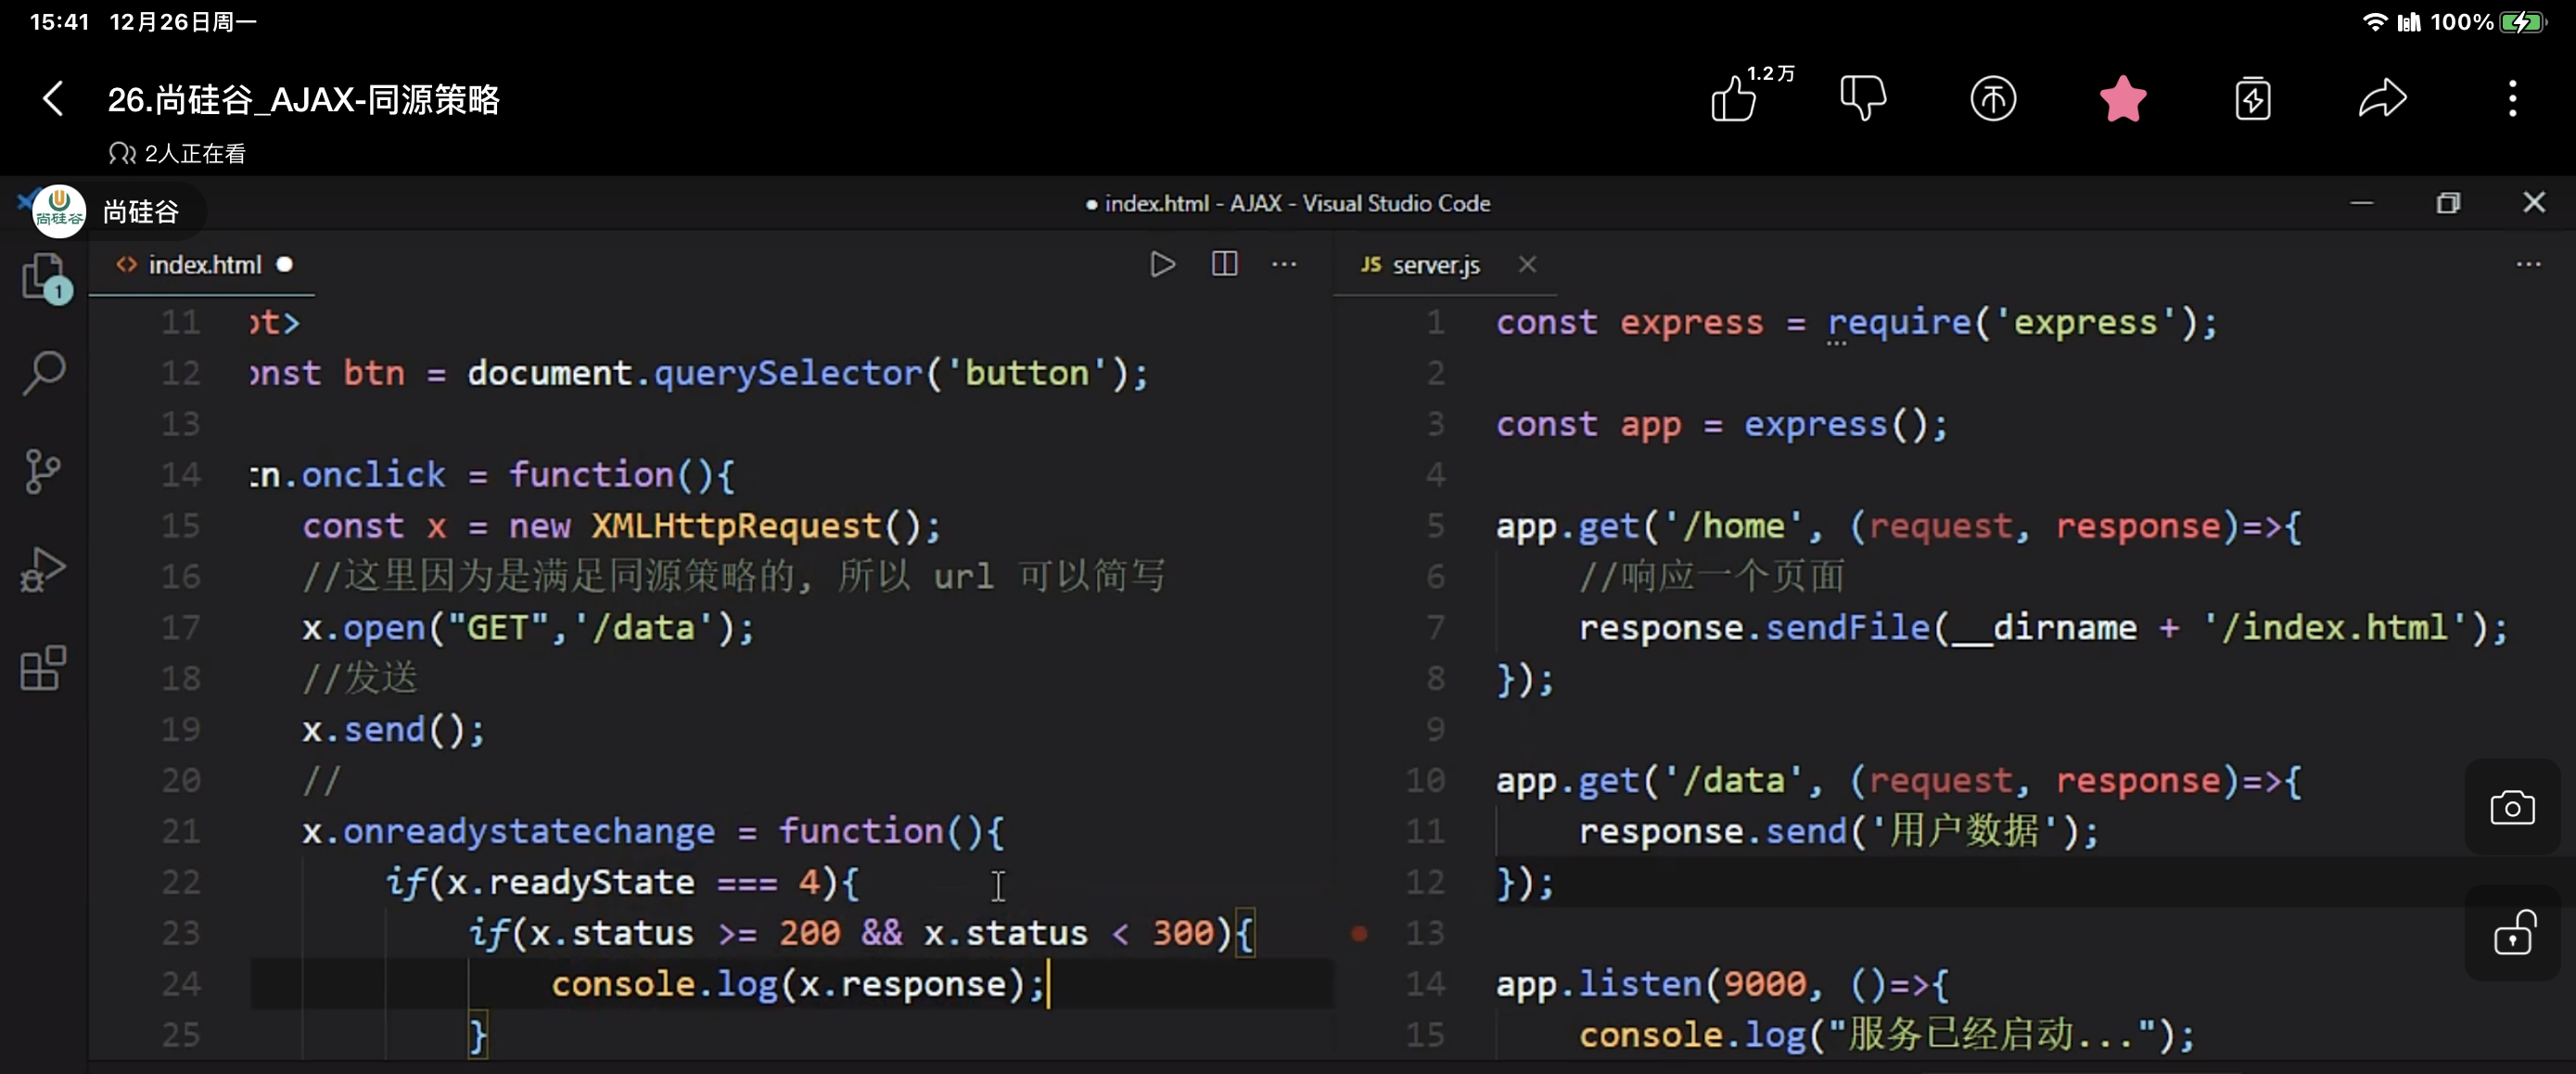 15:41 12月26日周一
100%
26.尚硅谷_AJAX-同源策略
1.2万
2人正在看
尚硅谷
尚硅谷
● index.html - AJAX - Visual Studio Code
1
<> index.html ●
11 pt>
12 onst btn = document.querySelector('button');
13
14 tn.onclick = function(){
15 const x = new XMLHttpRequest();
16 //这里因为是满足同源策略的, 所以 url 可以简写
17 x.open("GET",'/data');
18 //发送
19 x.send();
20 //
21 x.onreadystatechange = function(){
22 if(x.readyState === 4){
23 if(x.status >= 200 && x.status < 300){
24 console.log(x.response);
25 }
JS server.js
1 const express = require('express');
2
3 const app = express();
4
5 app.get('/home', (request, response)=>{
6 //响应一个页面
7 response.sendFile(__dirname + '/index.html');
8 });
9
10 app.get('/data', (request, response)=>{
11 response.send('用户数据');
12 });
13
14 app.listen(9000, ()=>{
15 console.log("服务已经启动...");